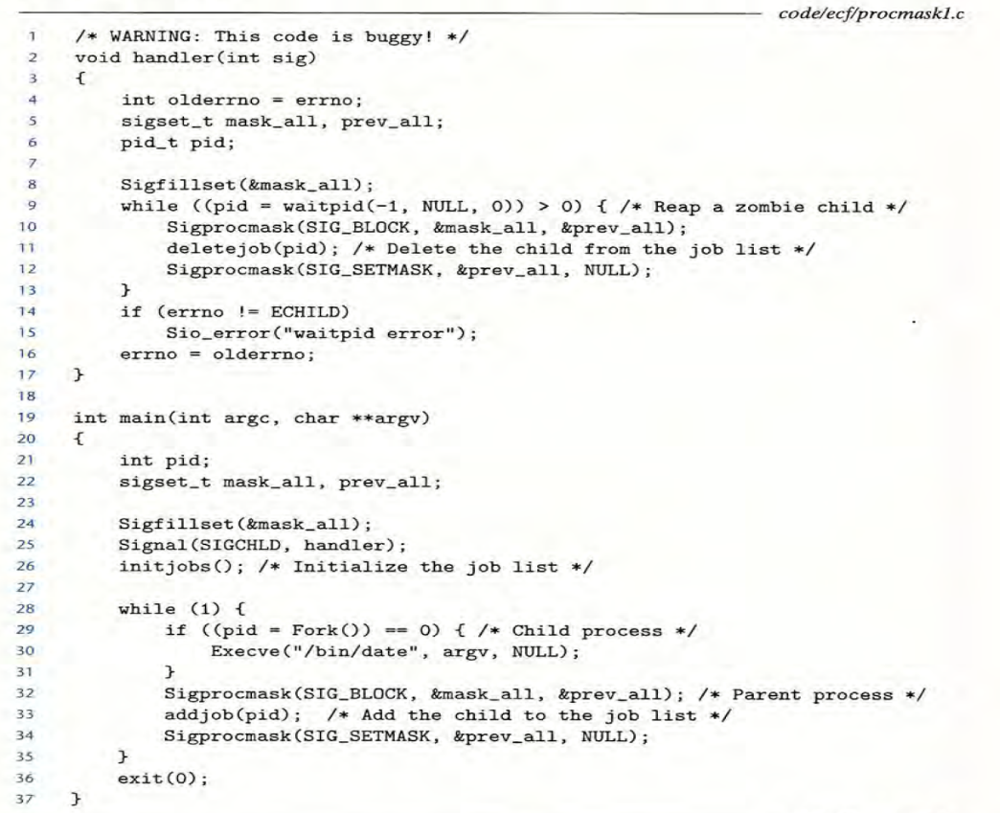 code/ecf/procmask1.c
1 /* WARNING: This code is buggy! */
2 void handler(int sig)
3 {
4     int olderrno = errno;
5     sigset_t mask_all, prev_all;
6     pid_t pid;
7
8     Sigfillset(&mask_all);
9     while ((pid = waitpid(-1, NULL, 0)) > 0) { /* Reap a zombie child */
10         Sigprocmask(SIG_BLOCK, &mask_all, &prev_all);
11         deletejob(pid); /* Delete the child from the job list */
12         Sigprocmask(SIG_SETMASK, &prev_all, NULL);
13     }
14     if (errno != ECHILD)
15         Sio_error("waitpid error");
16     errno = olderrno;
17 }
18
19 int main(int argc, char **argv)
20 {
21     int pid;
22     sigset_t mask_all, prev_all;
23
24     Sigfillset(&mask_all);
25     Signal(SIGCHLD, handler);
26     initjobs(); /* Initialize the job list */
27
28     while (1) {
29         if ((pid = Fork()) == 0) { /* Child process */
30             Execve("/bin/date", argv, NULL);
31         }
32         Sigprocmask(SIG_BLOCK, &mask_all, &prev_all); /* Parent process */
33         addjob(pid);  /* Add the child to the job list */
34         Sigprocmask(SIG_SETMASK, &prev_all, NULL);
35     }
36     exit(0);
37 }